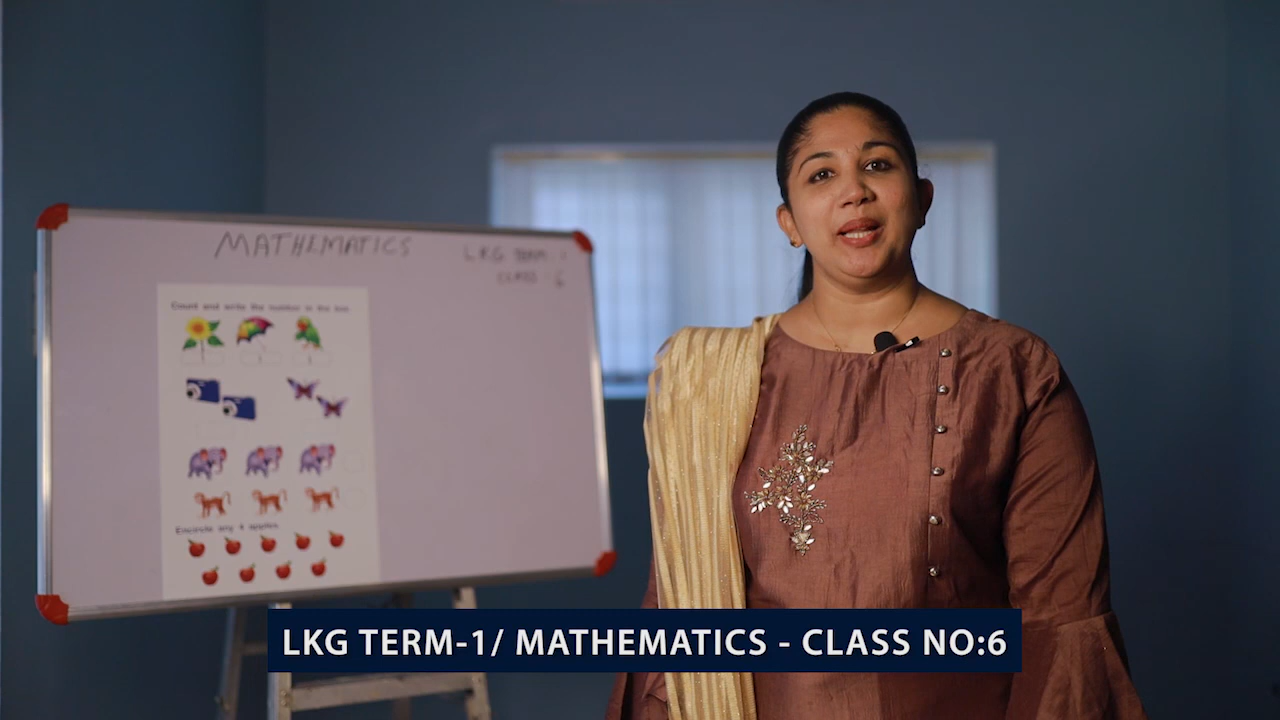 MATHEMATICS
LKG TERM - 1
CLASS : 6
Count and write the number in the box
Encircle any 4 apples
LKG TERM-1/ MATHEMATICS - CLASS NO:6